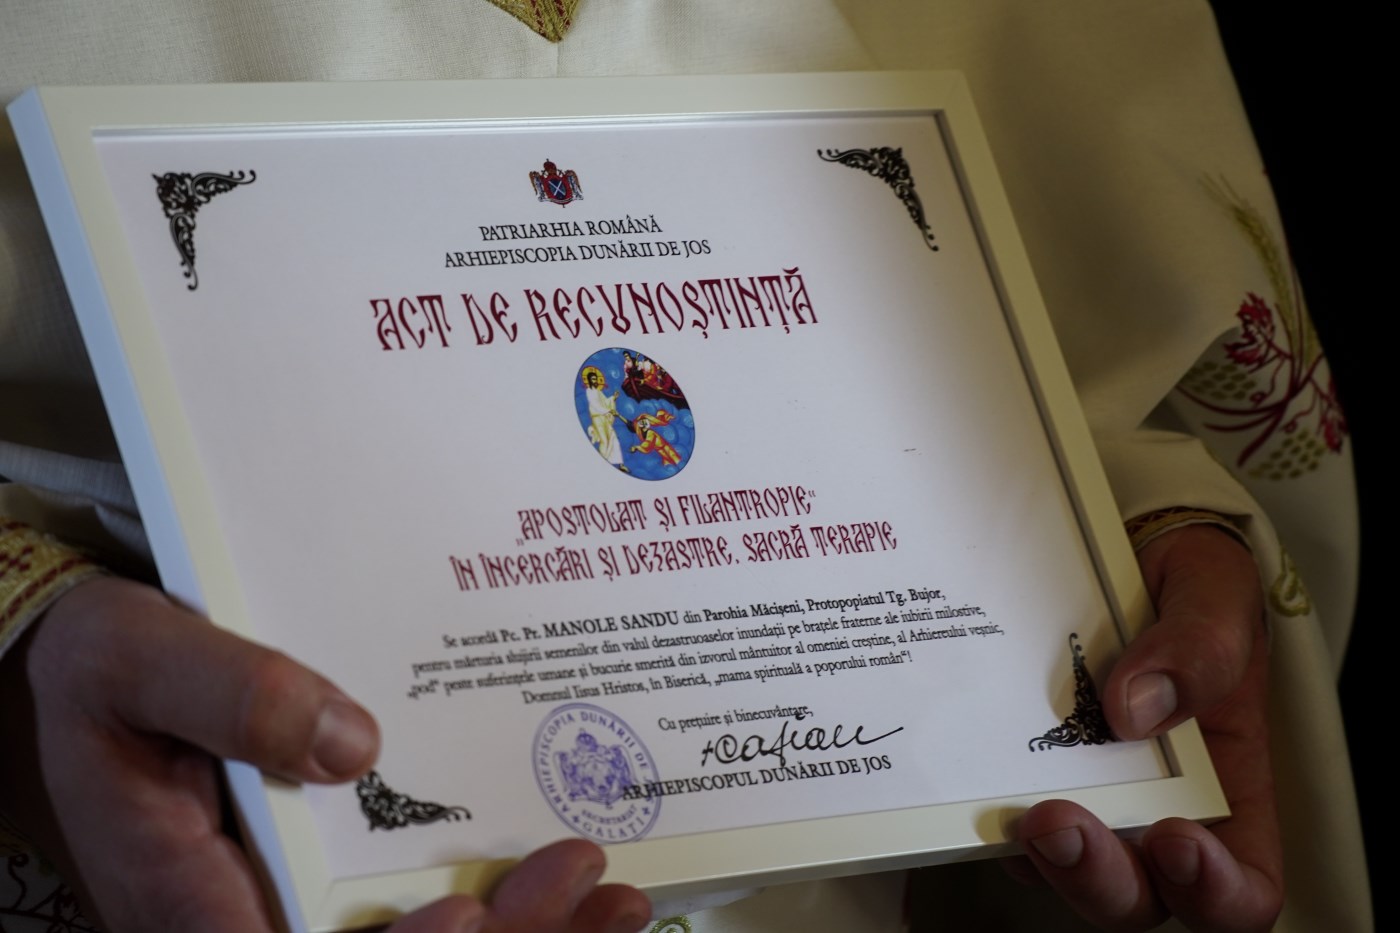 PATRIARHIA ROMÂNĂ
ARHIEPISCOPIA DUNĂRII DE JOS
ACT DE RECUNOȘTINȚĂ
„APOSTOLAT ȘI FILANTROPIE“
ÎN ÎNCERCĂRI ȘI DEZASTRE. SACRĂ TERAPIE
Se acordă Pc. Pr. MANOLE SANDU din Parohia Măcișeni, Protopopiatul Tg. Bujor,
pentru mărturia slujirii semenilor din valul dezastruoaselor inundații pe brațele fraterne ale iubirii milostive,
„pod“ peste suferințele umane și bucurie smerită din izvorul mântuitor al omeniei creștine, al Arhiereului veșnic,
Domnul Iisus Hristos, în Biserică, „mama spirituală a poporului român“!
Cu prețuire și binecuvântare,
+Casian
ARHIEPISCOPUL DUNĂRII DE JOS
ARHIEPISCOPIA DUNĂRII DE JOS
SECRETARIAT
GALAȚI